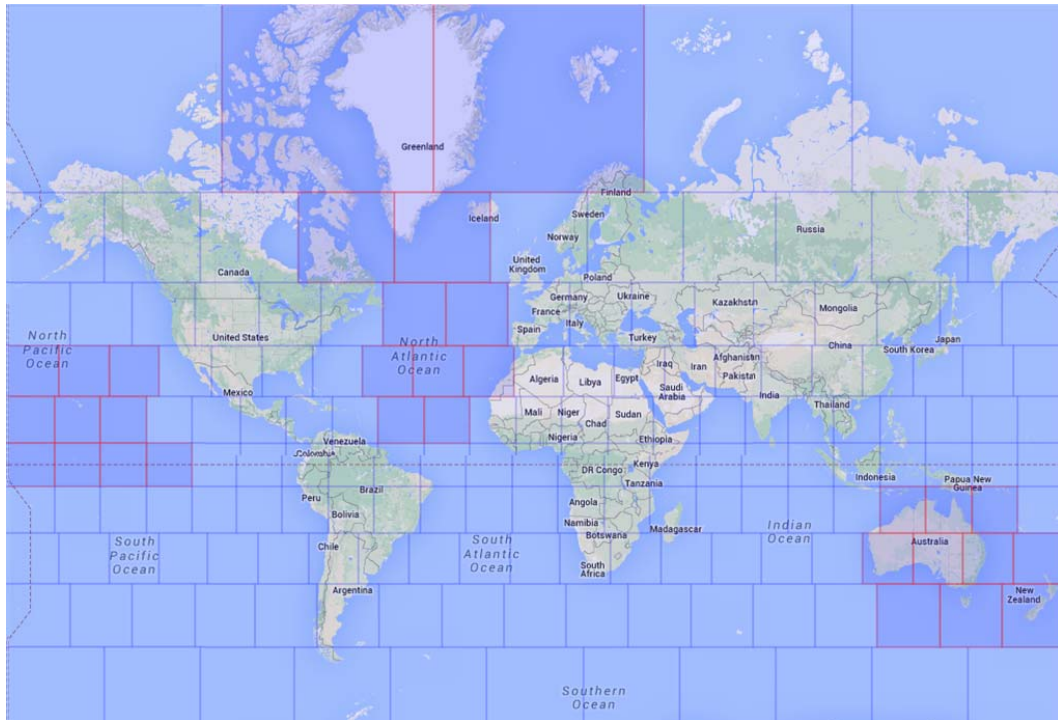 Greenland
Finland
Iceland
Sweden
Russia
Norway
Canada
United
Kingdom
Poland
Germany
Ukraine
Kazakhstan
Mongolia
France
North
Pacific
Ocean
United States
North
Atlantic
Ocean
Spain
Italy
Turkey
China
Japan
South Korea
Mexico
Algeria
Libya
Egypt
Iraq
Iran
Afghanistan
Pakistan
Saudi
Arabia
India
Mali
Niger
Chad
Sudan
Thailand
Venezuela
Nigeria
Ethiopia
Colombia
Kenya
DR Congo
Tanzania
Indonesia
Papua New
Guinea
Peru
Brazil
Bolivia
Angola
Namibia
Botswana
Madagascar
Indian
Ocean
South
Pacific
Ocean
Chile
South
Atlantic
Ocean
South
Africa
Australia
Argentina
New
Zealand
Southern
Ocean